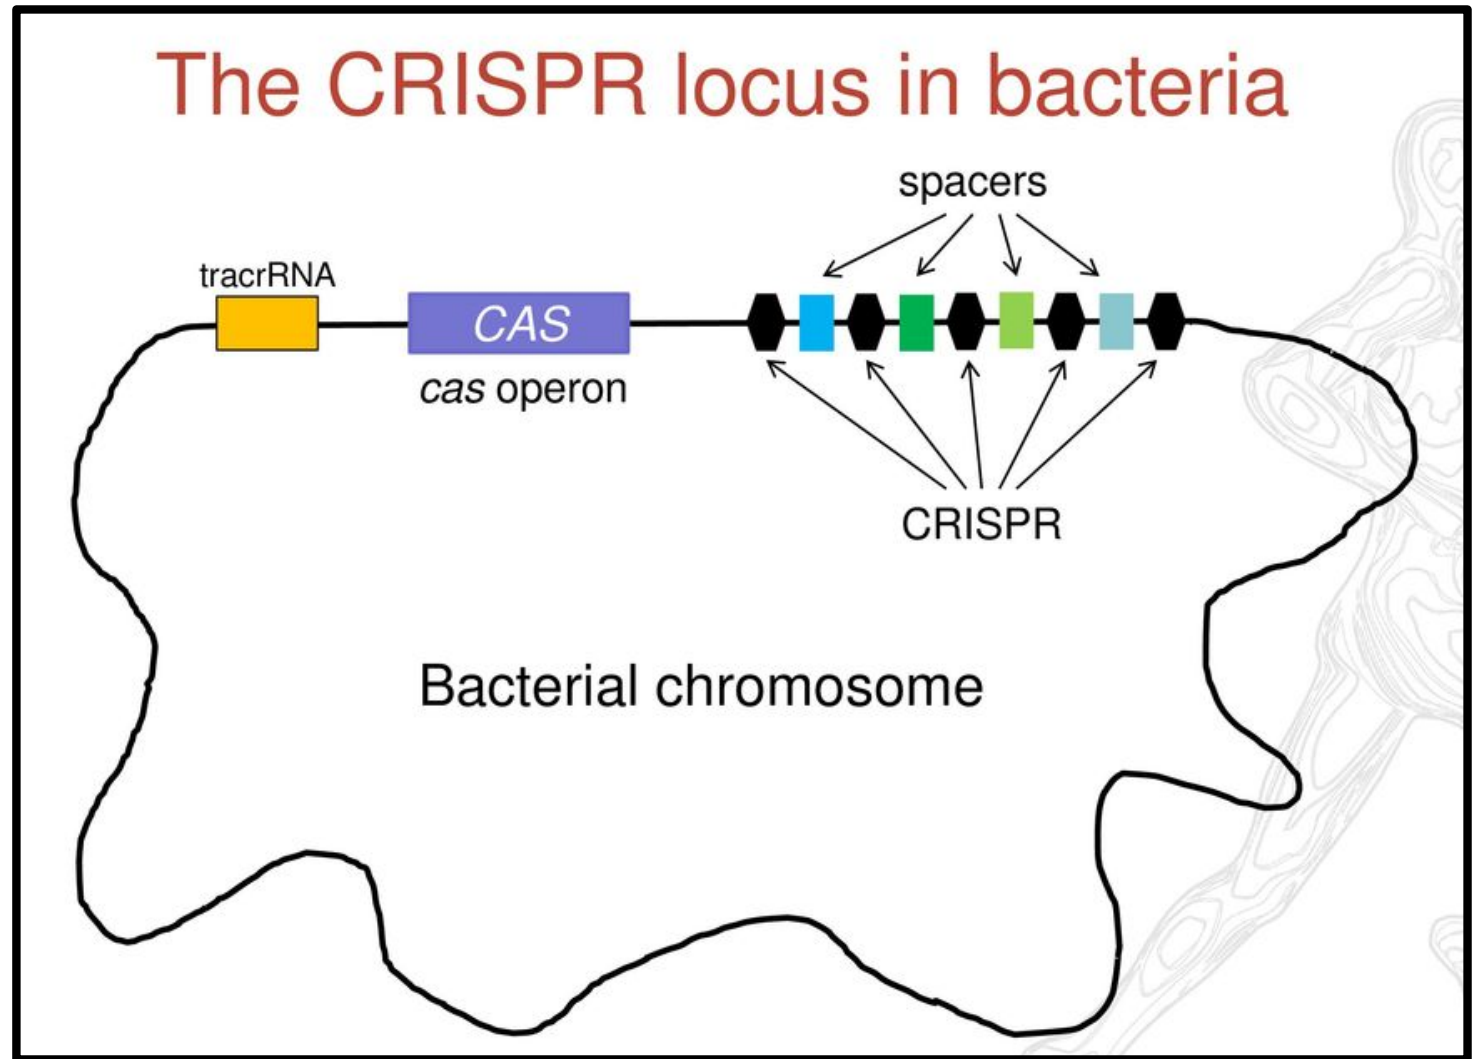 The CRISPR locus in bacteria
spacers
tracrRNA
CAS
cas operon
CRISPR
Bacterial chromosome